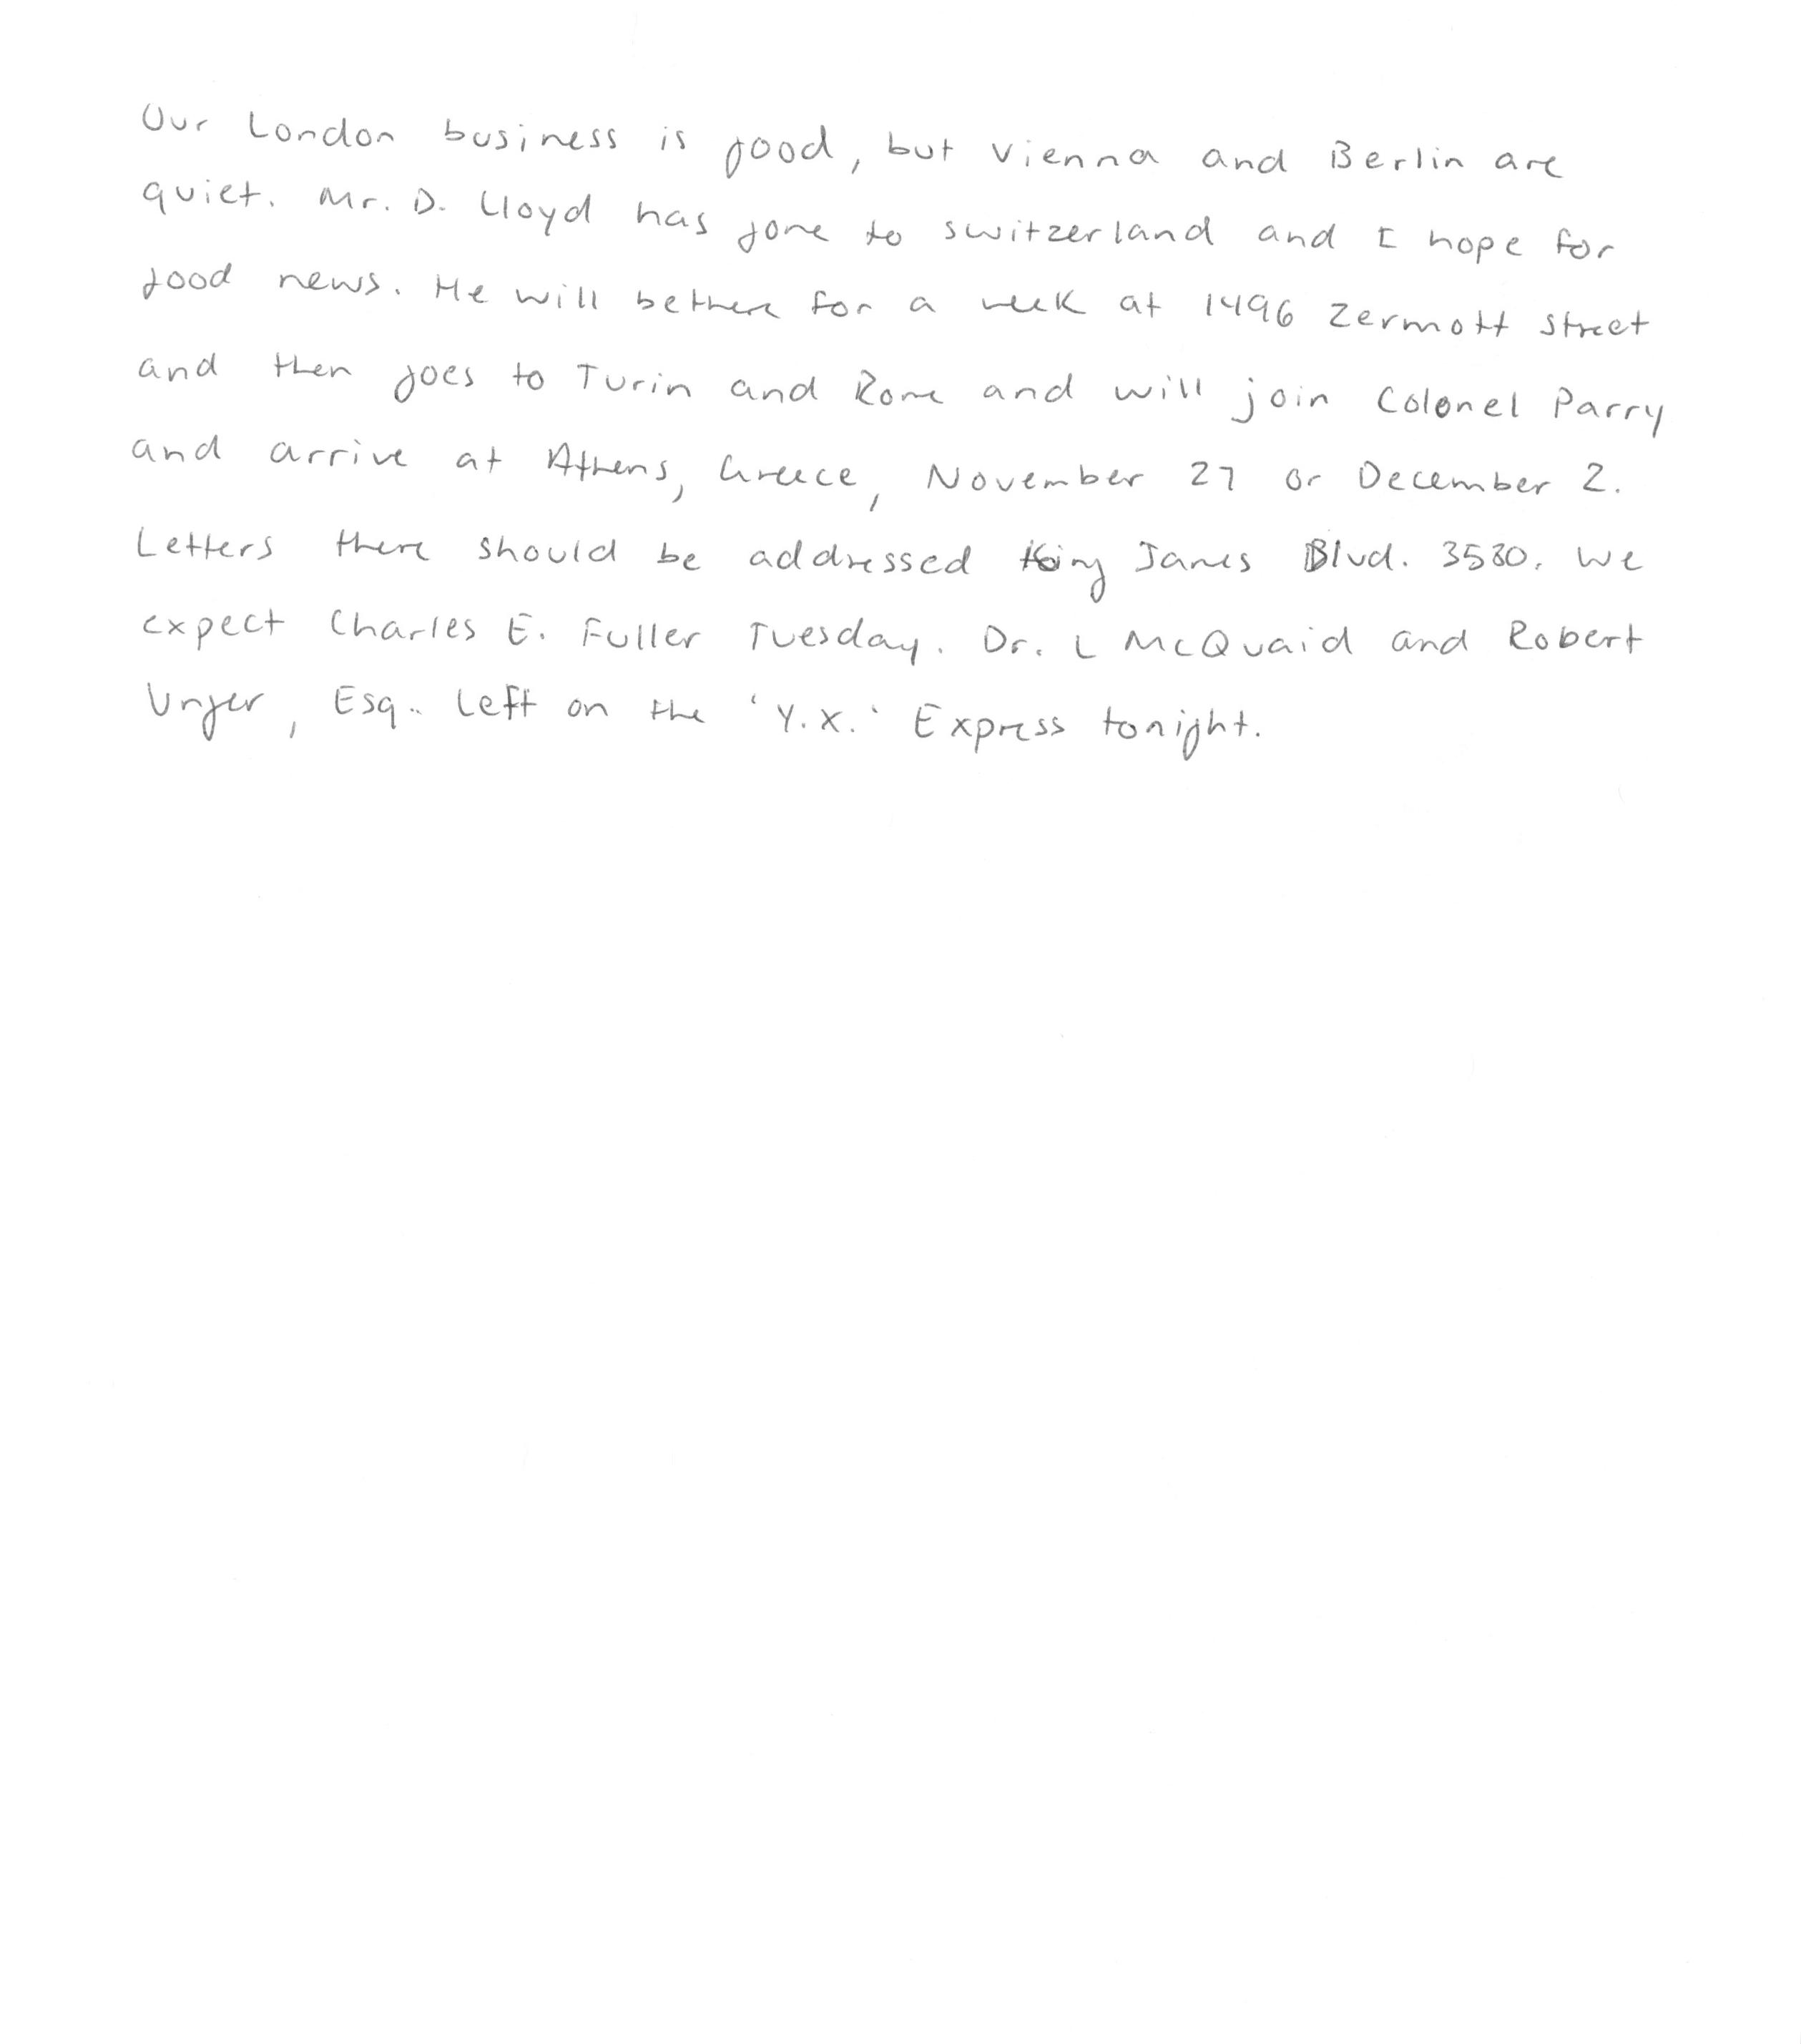 Our London business is good, but Vienna and Berlin are
quiet. Mr. D. Lloyd has gone to Switzerland and I hope for
good news. He will be there for a week at 1496 Zermott Street
and then goes to Turin and Rome and will join Colonel Parry
and arrive at Athens, Greece, November 27 or December 2.
Letters there should be addressed King James Blvd. 3580. We
expect Charles E. Fuller Tuesday. Dr. L McQuaid and Robert
Unger, Esq.. left on the 'Y.X.' Express tonight.